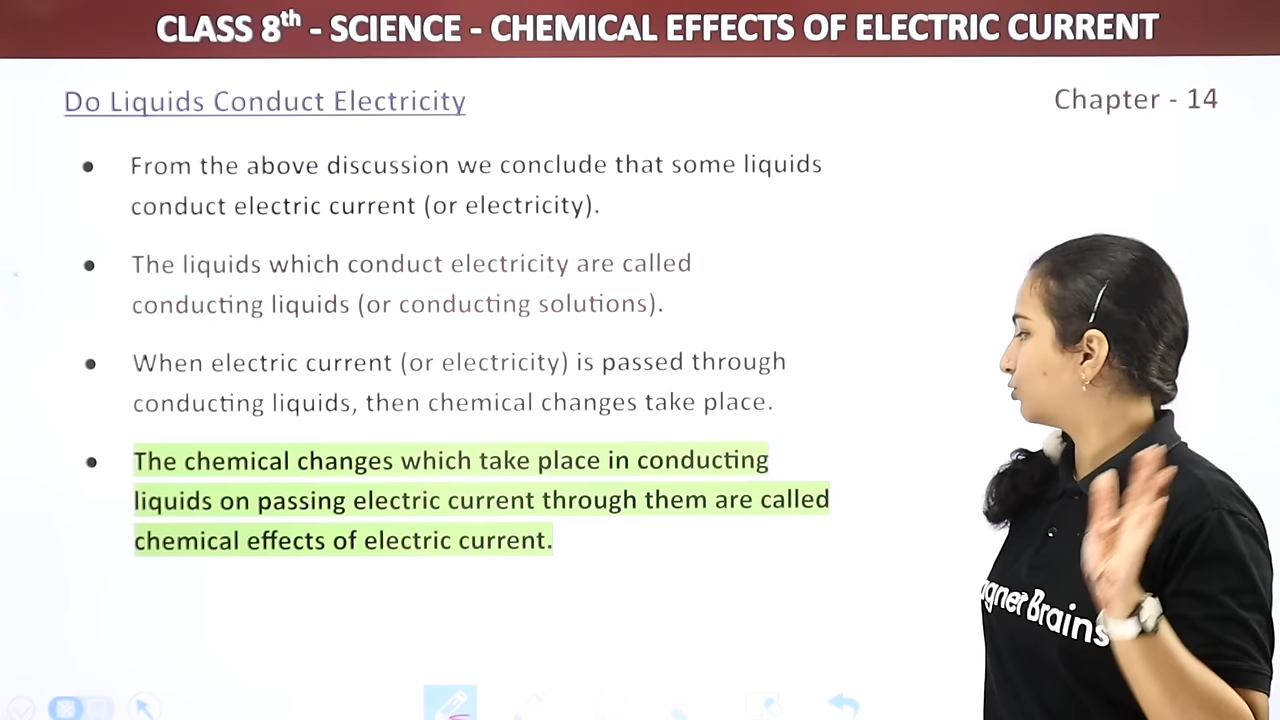 CLASS 8th - SCIENCE - CHEMICAL EFFECTS OF ELECTRIC CURRENT
Do Liquids Conduct Electricity
Chapter - 14
• From the above discussion we conclude that some liquids
conduct electric current (or electricity).
• The liquids which conduct electricity are called
conducting liquids (or conducting solutions).
• When electric current (or electricity) is passed through
conducting liquids, then chemical changes take place.
• The chemical changes which take place in conducting
liquids on passing electric current through them are called
chemical effects of electric current.
gner Brains